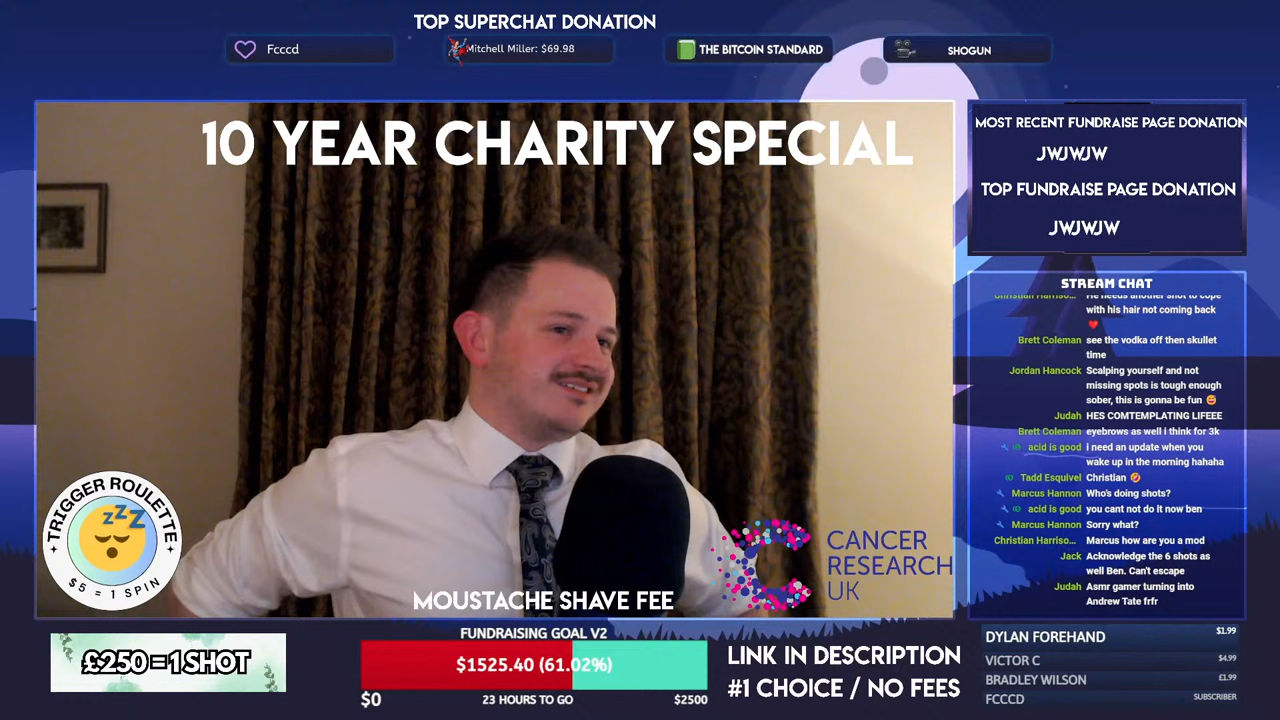 TOP SUPERCHAT DONATION
Fcccd
Mitchell Miller: $69.98
THE BITCOIN STANDARD
SHOGUN
10 YEAR CHARITY SPECIAL
MOST RECENT FUNDRAISE PAGE DONATION
JWJWJW
TOP FUNDRAISE PAGE DONATION
JWJWJW
STREAM CHAT
Christian Harriso... He needs another shot to cope
with his hair not coming back
❤️
Brett Coleman see the vodka off then skullet
time
Jordan Hancock Scalping yourself and not
missing spots is tough enough
sober, this is gonna be fun 😅
Judah HES COMTEMPLATING LIFEEE
Brett Coleman eyebrows as well i think for 3k
acid is good i need an update when you
wake up in the morning hahaha
Tadd Esquivel Christian 🤣
Marcus Hannon Who's doing shots?
acid is good you cant not do it now ben
Marcus Hannon Sorry what?
Christian Harriso... Marcus how are you a mod
Jack Acknowledge the 6 shots as
well Ben. Can't escape
Judah Asmr gamer turning into
Andrew Tate frfr
TRIGGER ROULETTE
zzz
$5 = 1 SPIN
CANCER
RESEARCH
UK
MOUSTACHE SHAVE FEE
£250 = 1 SHOT
FUNDRAISING GOAL V2
$1525.40 (61.02%)
$0
23 HOURS TO GO
$2500
LINK IN DESCRIPTION
#1 CHOICE / NO FEES
DYLAN FOREHAND $1.99
VICTOR C $4.99
BRADLEY WILSON £1.99
FCCCD SUBSCRIBER